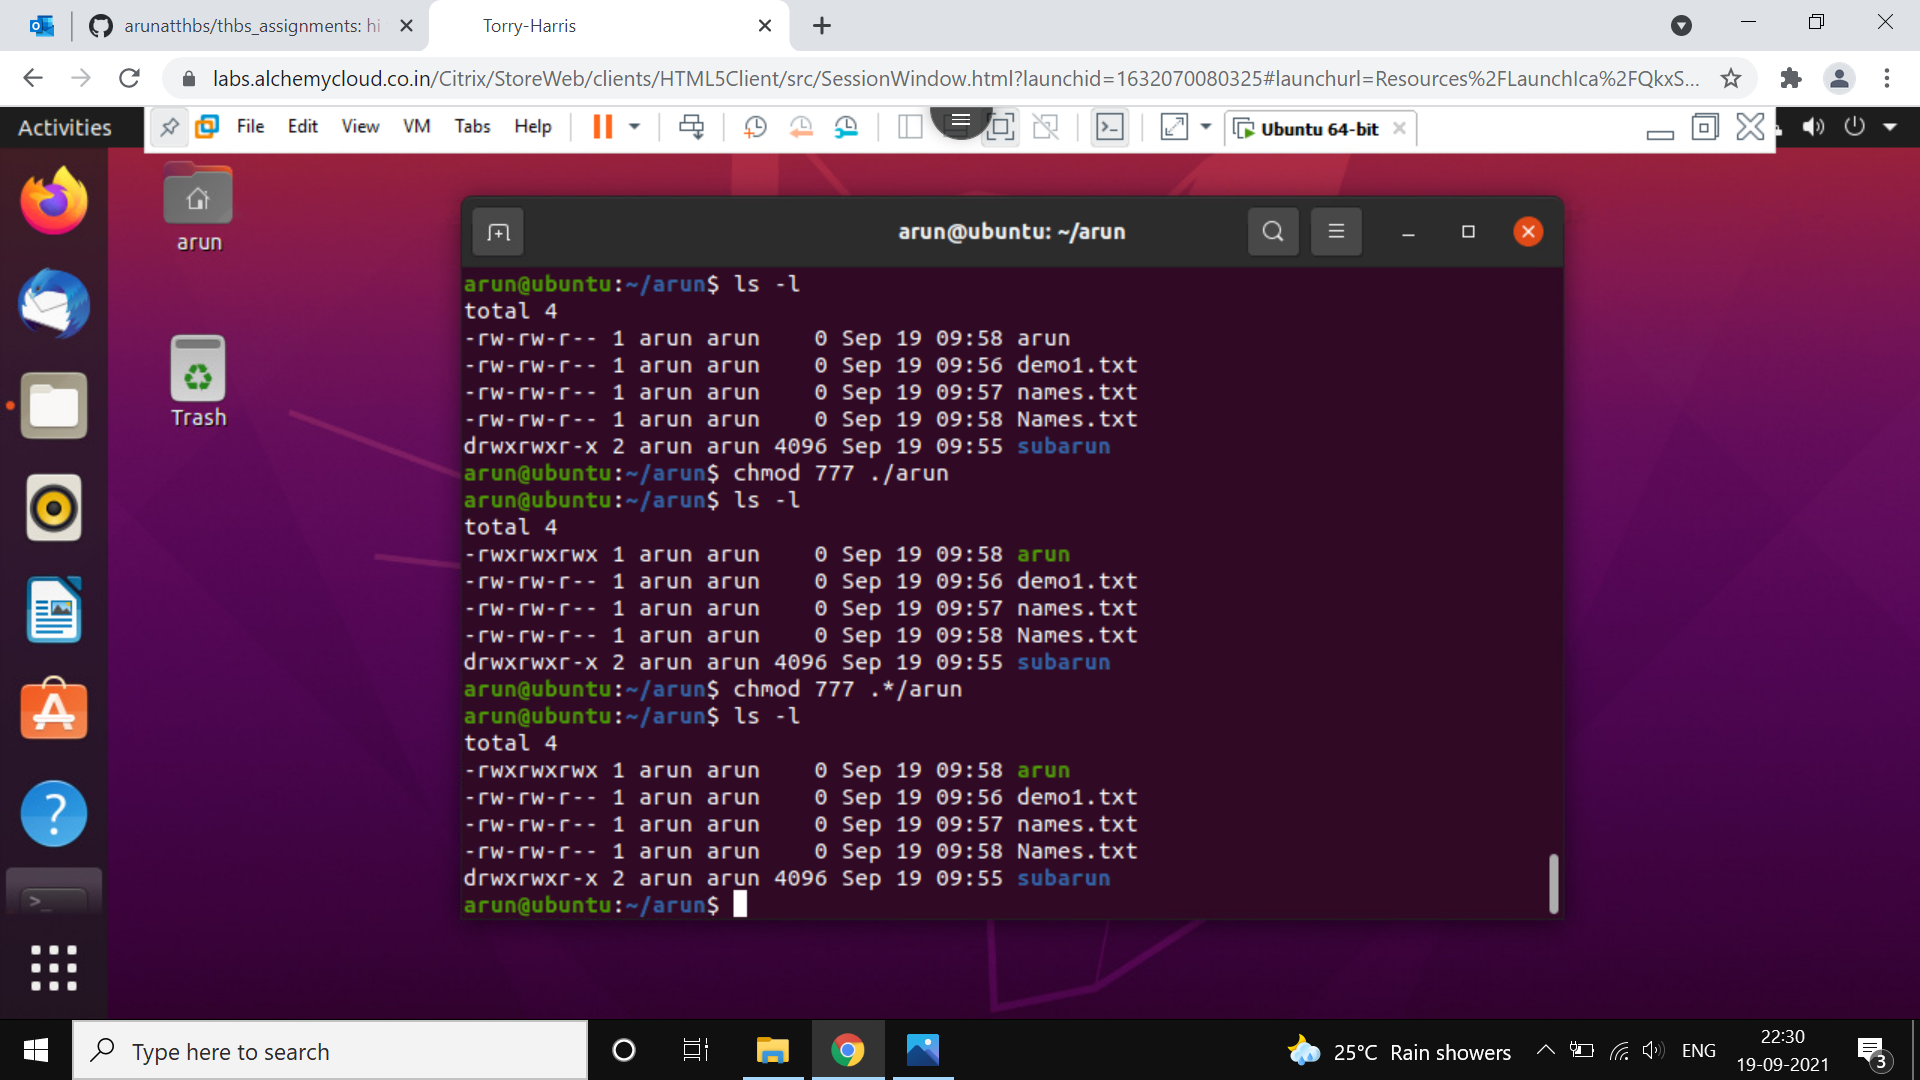 arunatthbs/thbs_assignments: hi
Torry-Harris
labs.alchemycloud.co.in/Citrix/StoreWeb/clients/HTML5Client/src/SessionWindow.html?launchid=1632070080325#launchurl=Resources%2FLaunchIca%2FQkxS...
Activities
File Edit View VM Tabs Help
Ubuntu 64-bit
arun
Trash
arun@ubuntu: ~/arun
arun@ubuntu:~/arun$ ls -l
total 4
-rw-rw-r-- 1 arun arun    0 Sep 19 09:58 arun
-rw-rw-r-- 1 arun arun    0 Sep 19 09:56 demo1.txt
-rw-rw-r-- 1 arun arun    0 Sep 19 09:57 names.txt
-rw-rw-r-- 1 arun arun    0 Sep 19 09:58 Names.txt
drwxrwxr-x 2 arun arun 4096 Sep 19 09:55 subarun
arun@ubuntu:~/arun$ chmod 777 ./arun
arun@ubuntu:~/arun$ ls -l
total 4
-rwxrwxrwx 1 arun arun    0 Sep 19 09:58 arun
-rw-rw-r-- 1 arun arun    0 Sep 19 09:56 demo1.txt
-rw-rw-r-- 1 arun arun    0 Sep 19 09:57 names.txt
-rw-rw-r-- 1 arun arun    0 Sep 19 09:58 Names.txt
drwxrwxr-x 2 arun arun 4096 Sep 19 09:55 subarun
arun@ubuntu:~/arun$ chmod 777 .*/arun
arun@ubuntu:~/arun$ ls -l
total 4
-rwxrwxrwx 1 arun arun    0 Sep 19 09:58 arun
-rw-rw-r-- 1 arun arun    0 Sep 19 09:56 demo1.txt
-rw-rw-r-- 1 arun arun    0 Sep 19 09:57 names.txt
-rw-rw-r-- 1 arun arun    0 Sep 19 09:58 Names.txt
drwxrwxr-x 2 arun arun 4096 Sep 19 09:55 subarun
arun@ubuntu:~/arun$
Type here to search
25°C Rain showers
ENG
22:30
19-09-2021
3